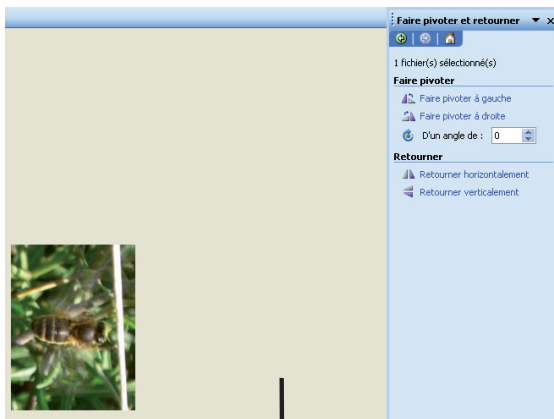 Faire pivoter et retourner
1 fichier(s) sélectionné(s)
Faire pivoter
Faire pivoter à gauche
Faire pivoter à droite
D'un angle de : 0
Retourner
Retourner horizontalement
Retourner verticalement